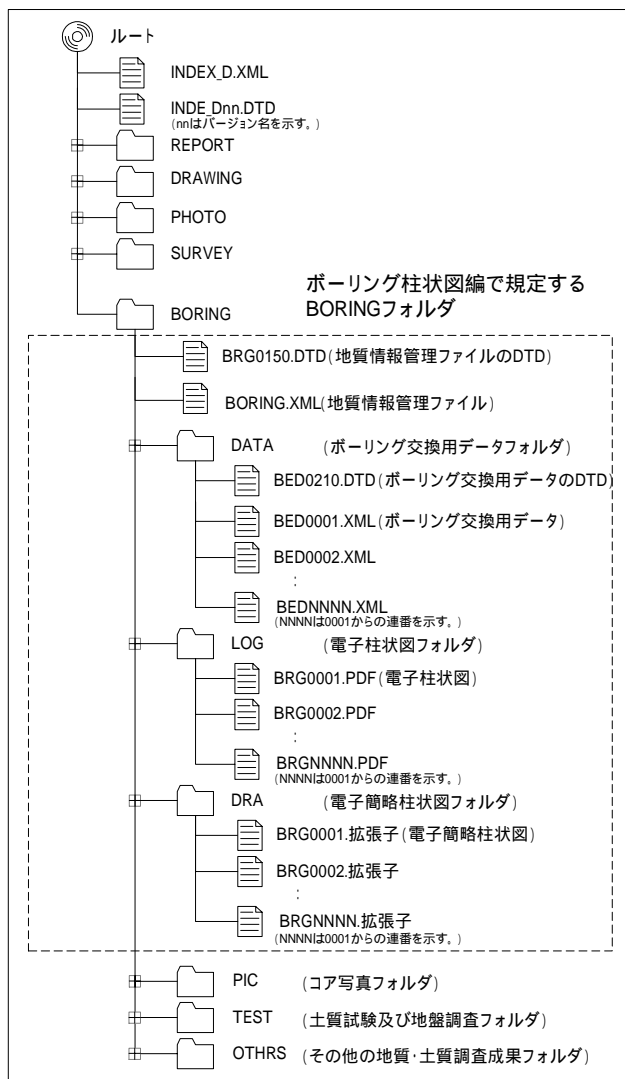 ルート
INDEX_D.XML
INDE_Dnn.DTD
(nnはバージョン名を示す。)
REPORT
DRAWING
PHOTO
SURVEY
ボーリング柱状図編で規定する
BORINGフォルダ
BORING
BRG0150.DTD(地質情報管理ファイルのDTD)
BORING.XML(地質情報管理ファイル)
DATA (ボーリング交換用データフォルダ)
BED0210.DTD(ボーリング交換用データのDTD)
BED0001.XML(ボーリング交換用データ)
BED0002.XML
:
BEDNNNN.XML
(NNNNは0001からの連番を示す。)
LOG (電子柱状図フォルダ)
BRG0001.PDF(電子柱状図)
BRG0002.PDF
:
BRGNNNN.PDF
(NNNNは0001からの連番を示す。)
DRA (電子簡略柱状図フォルダ)
BRG0001.拡張子(電子簡略柱状図)
BRG0002.拡張子
:
BRGNNNN.拡張子
(NNNNは0001からの連番を示す。)
PIC (コア写真フォルダ)
TEST (土質試験及び地盤調査フォルダ)
OTHRS (その他の地質・土質調査成果フォルダ)